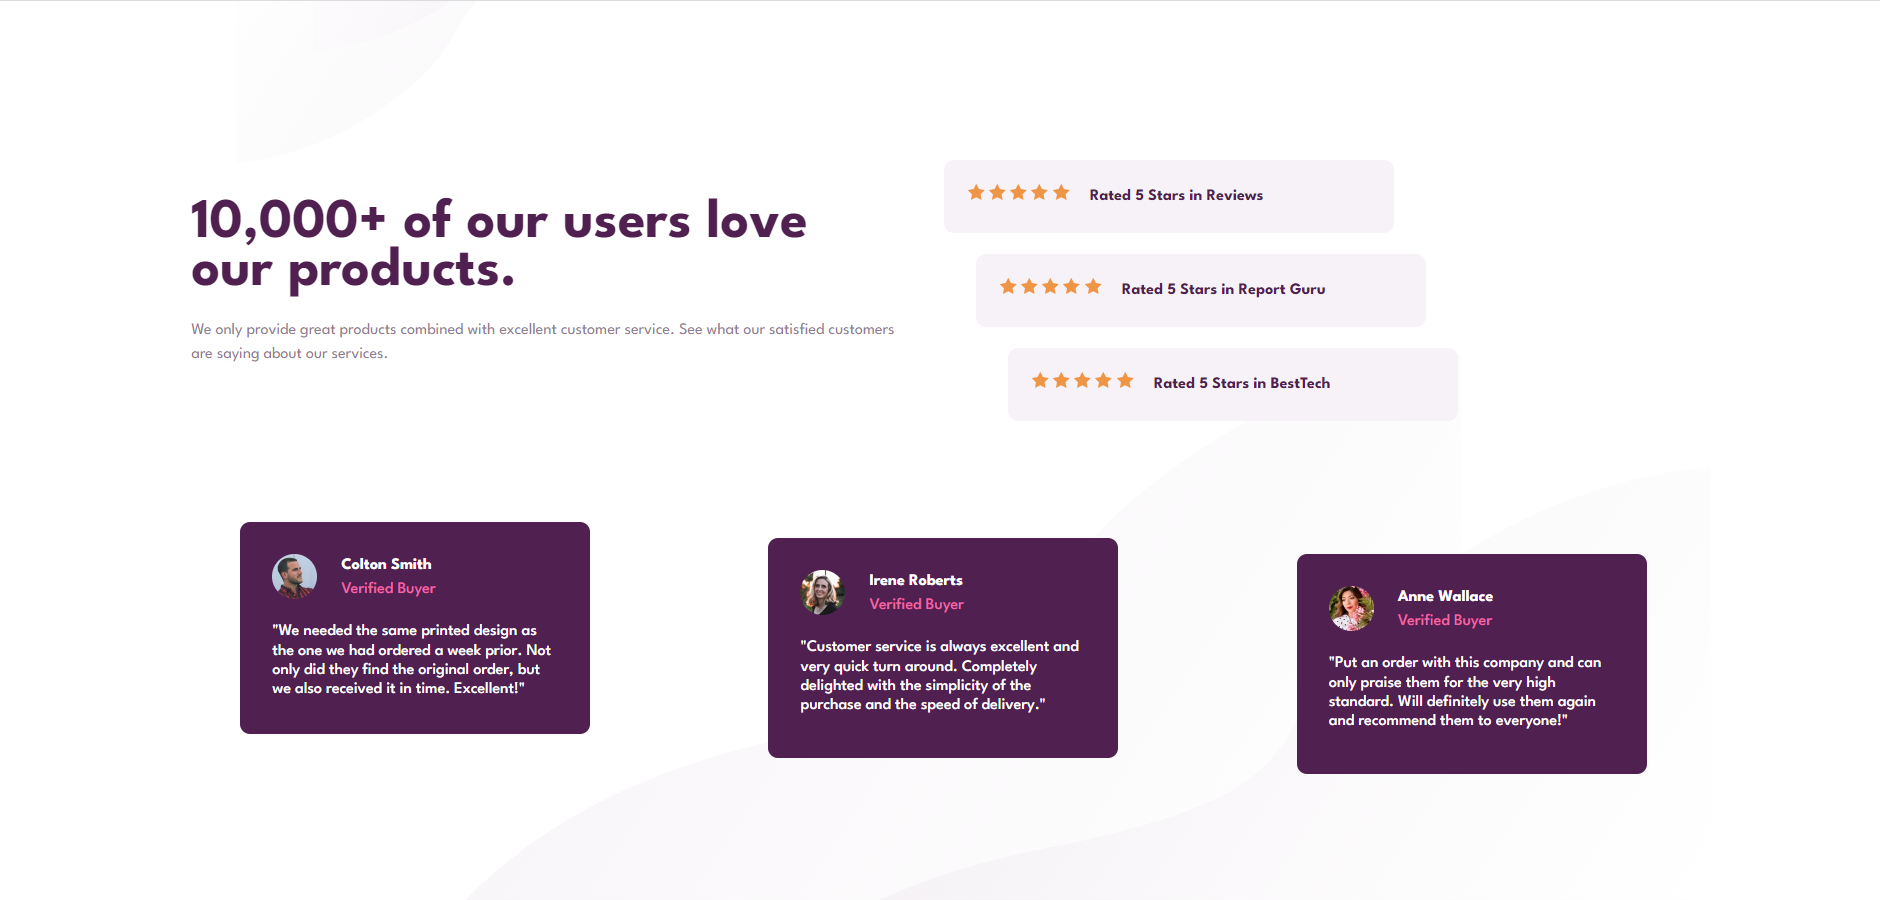 10,000+ of our users love
our products.
We only provide great products combined with excellent customer service. See what our satisfied customers
are saying about our services.
Rated 5 Stars in Reviews
Rated 5 Stars in Report Guru
Rated 5 Stars in BestTech
Colton Smith
Verified Buyer
"We needed the same printed design as
the one we had ordered a week prior. Not
only did they find the original order, but
we also received it in time. Excellent!"
Irene Roberts
Verified Buyer
"Customer service is always excellent and
very quick turn around. Completely
delighted with the simplicity of the
purchase and the speed of delivery."
Anne Wallace
Verified Buyer
"Put an order with this company and can
only praise them for the very high
standard. Will definitely use them again
and recommend them to everyone!"